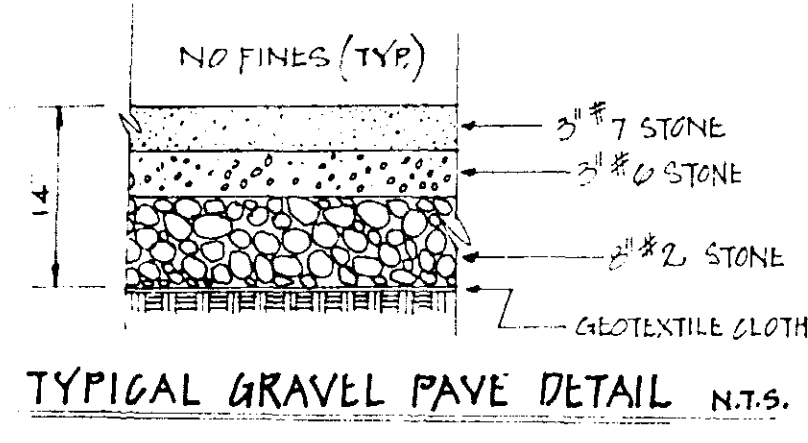 NO FINES (TYP.)
3" #7 STONE
3" #6 STONE
14
8" #2 STONE
GEOTEXTILE CLOTH
TYPICAL GRAVEL PAVE DETAIL N.T.S.